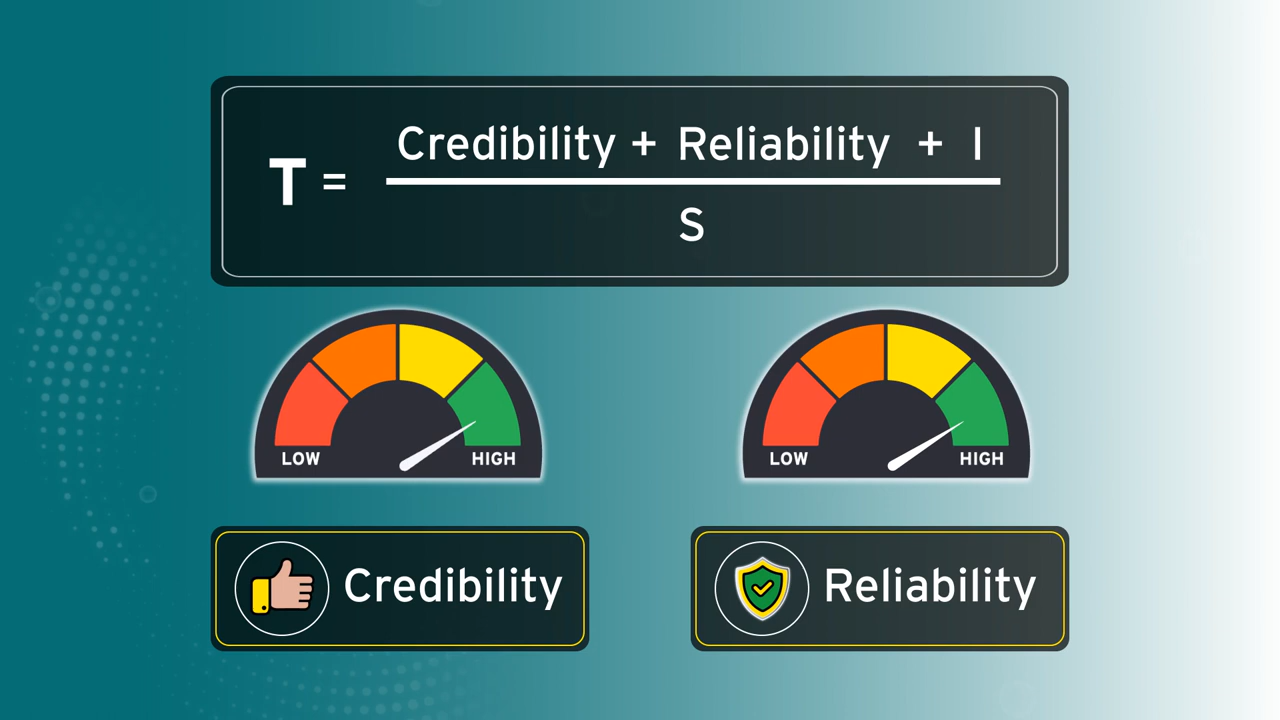 T = Credibility + Reliability + I
S
LOW HIGH
LOW HIGH
Credibility
Reliability